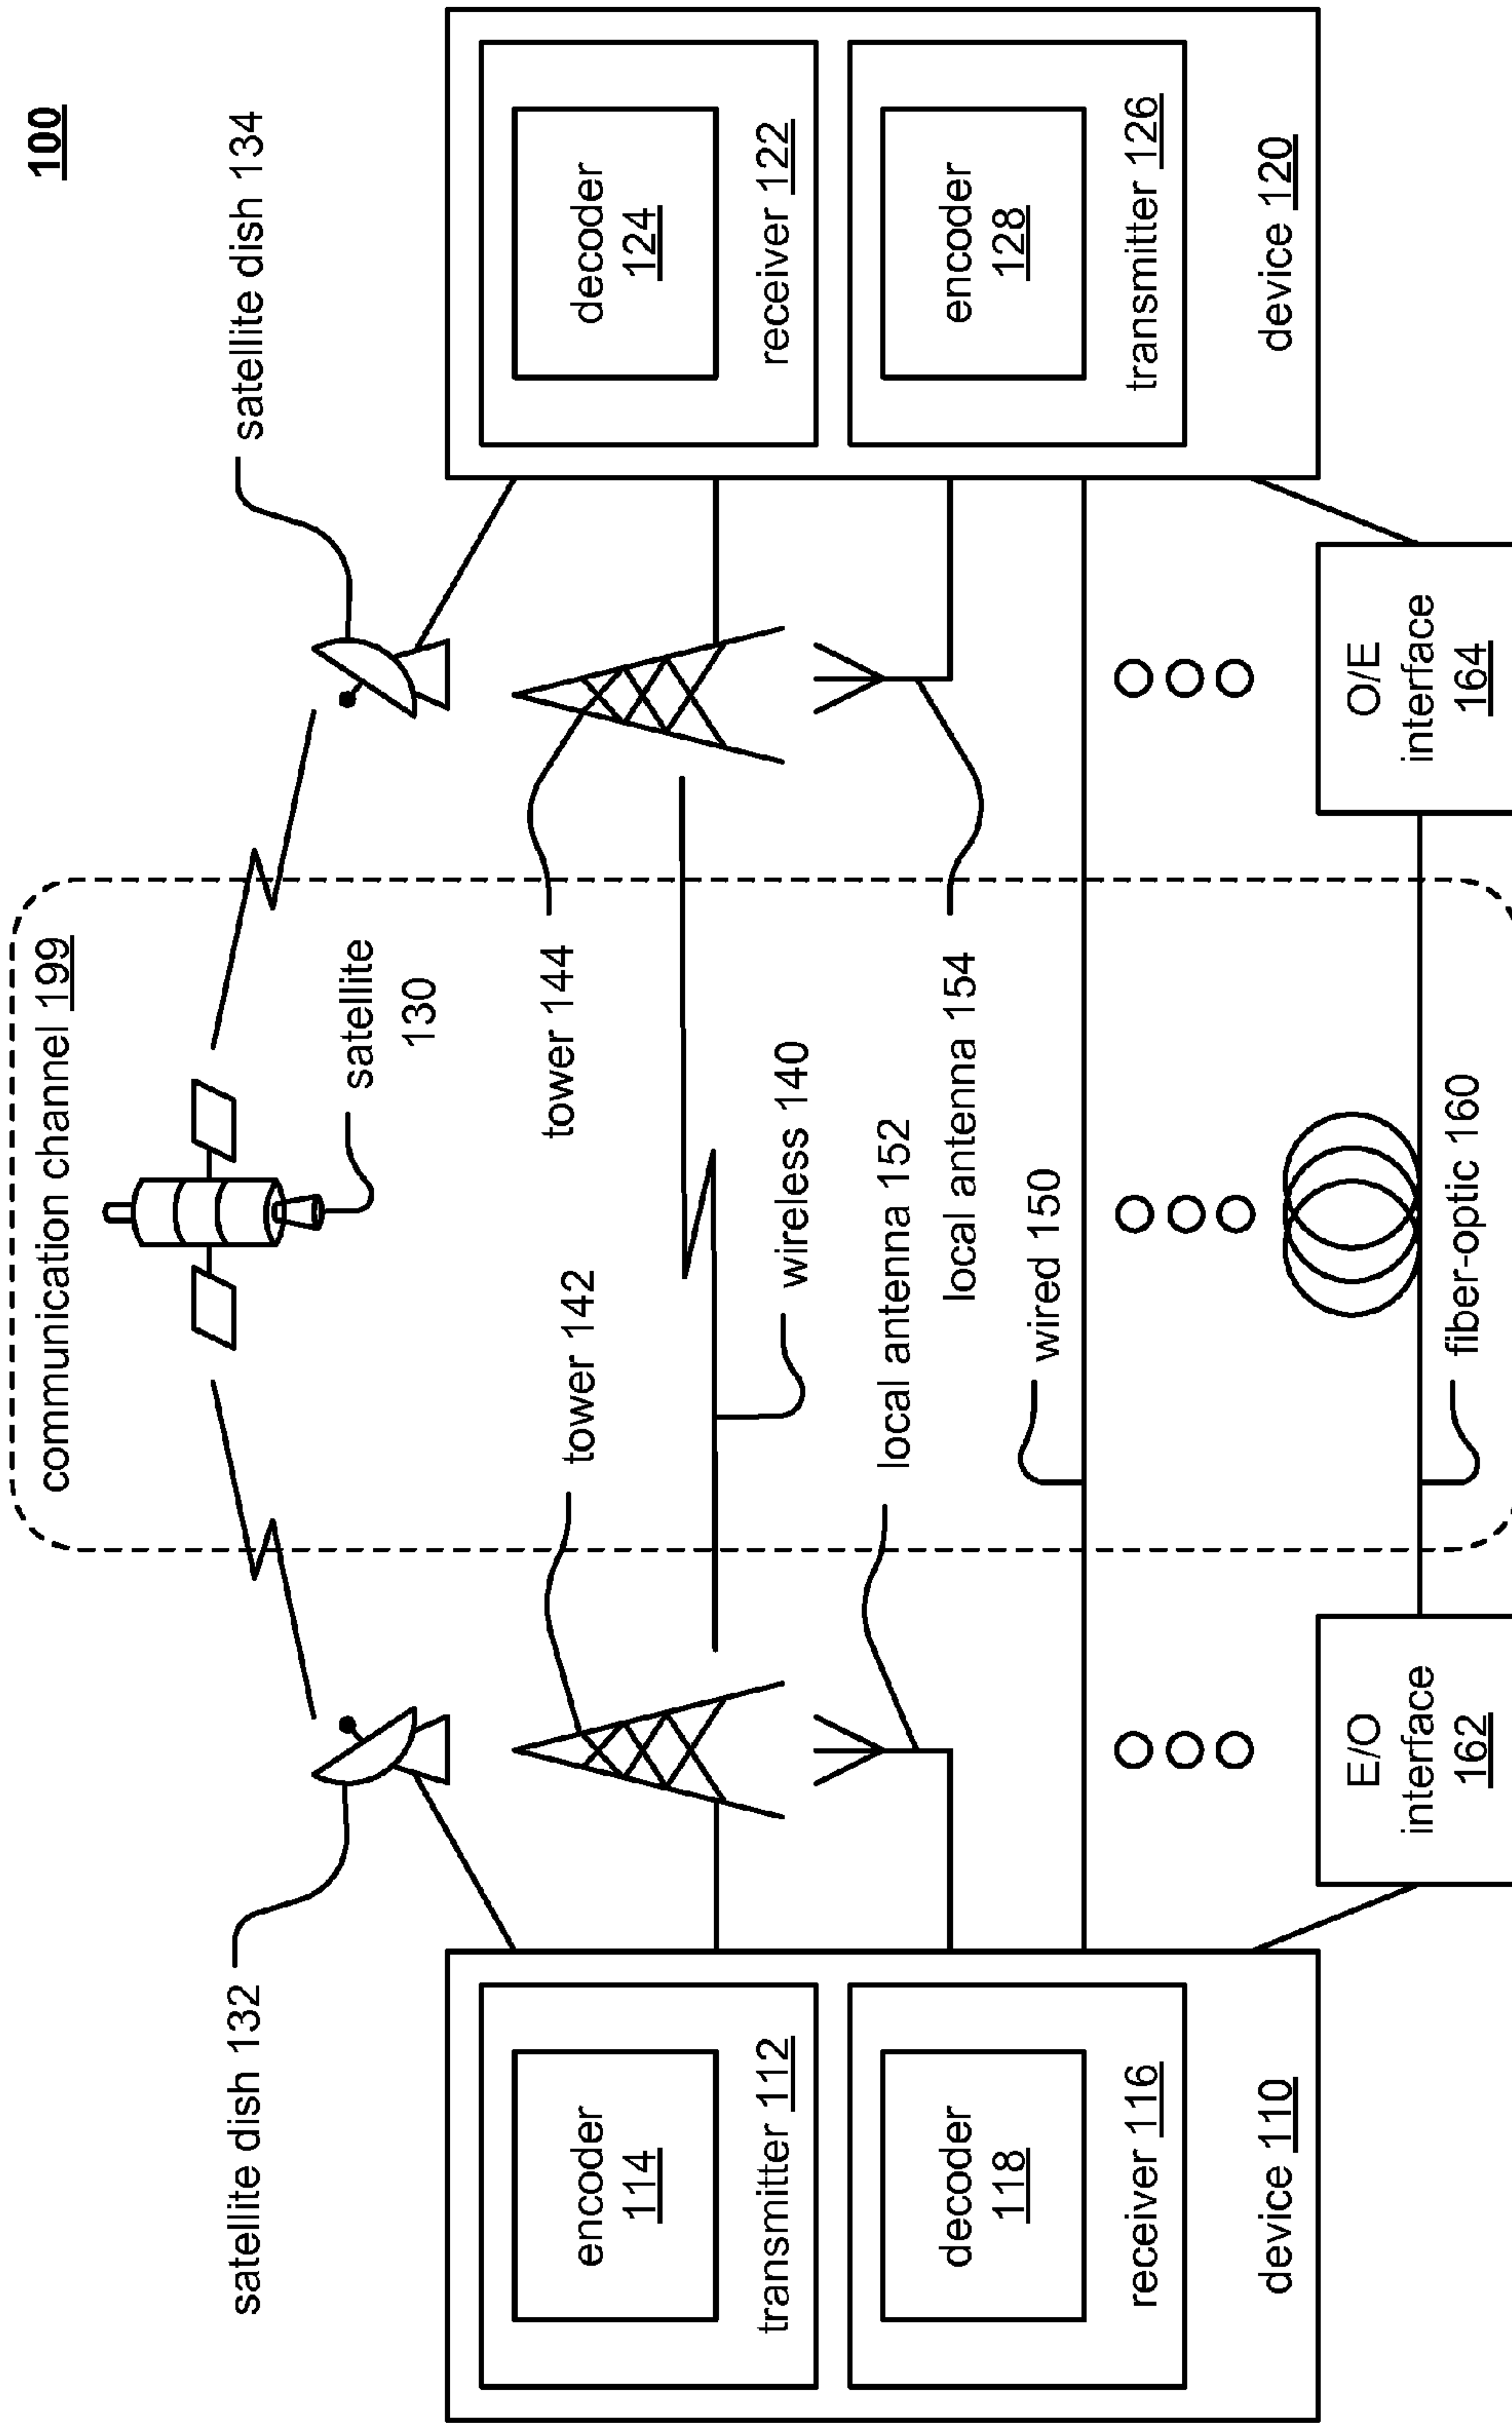 100
communication channel 199
satellite dish 132
satellite dish 134
satellite
130
tower 142
tower 144
wireless 140
local antenna 152
local antenna 154
wired 150
encoder
114
transmitter 112
decoder
118
receiver 116
device 110
decoder
124
receiver 122
encoder
128
transmitter 126
device 120
E/O
interface
162
fiber-optic 160
O/E
interface
164